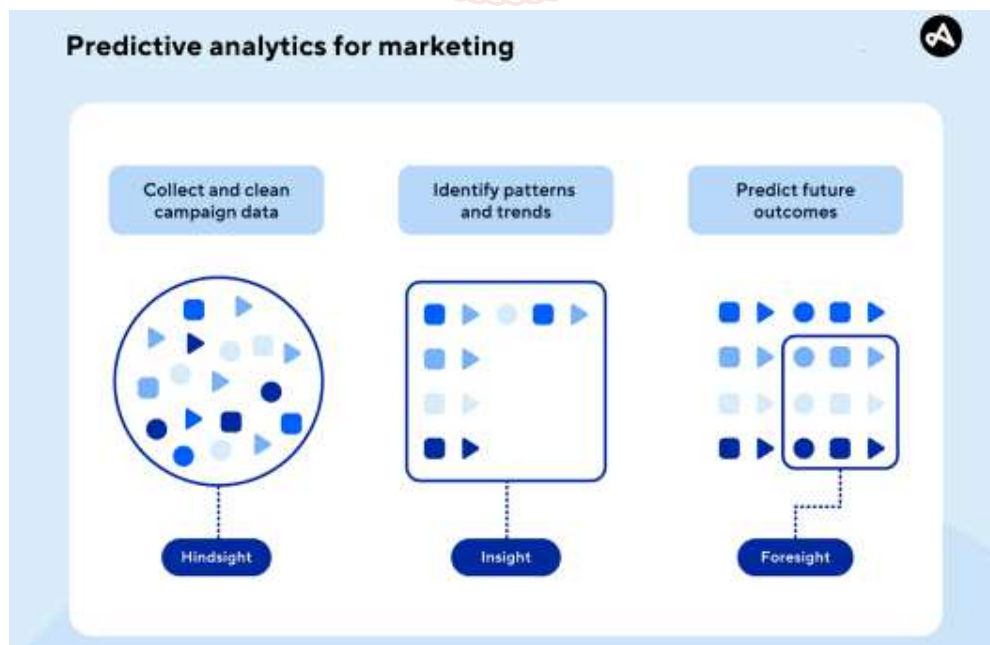 Predictive analytics for marketing
Collect and clean
campaign data
Identify patterns
and trends
Predict future
outcomes
Hindsight
Insight
Foresight